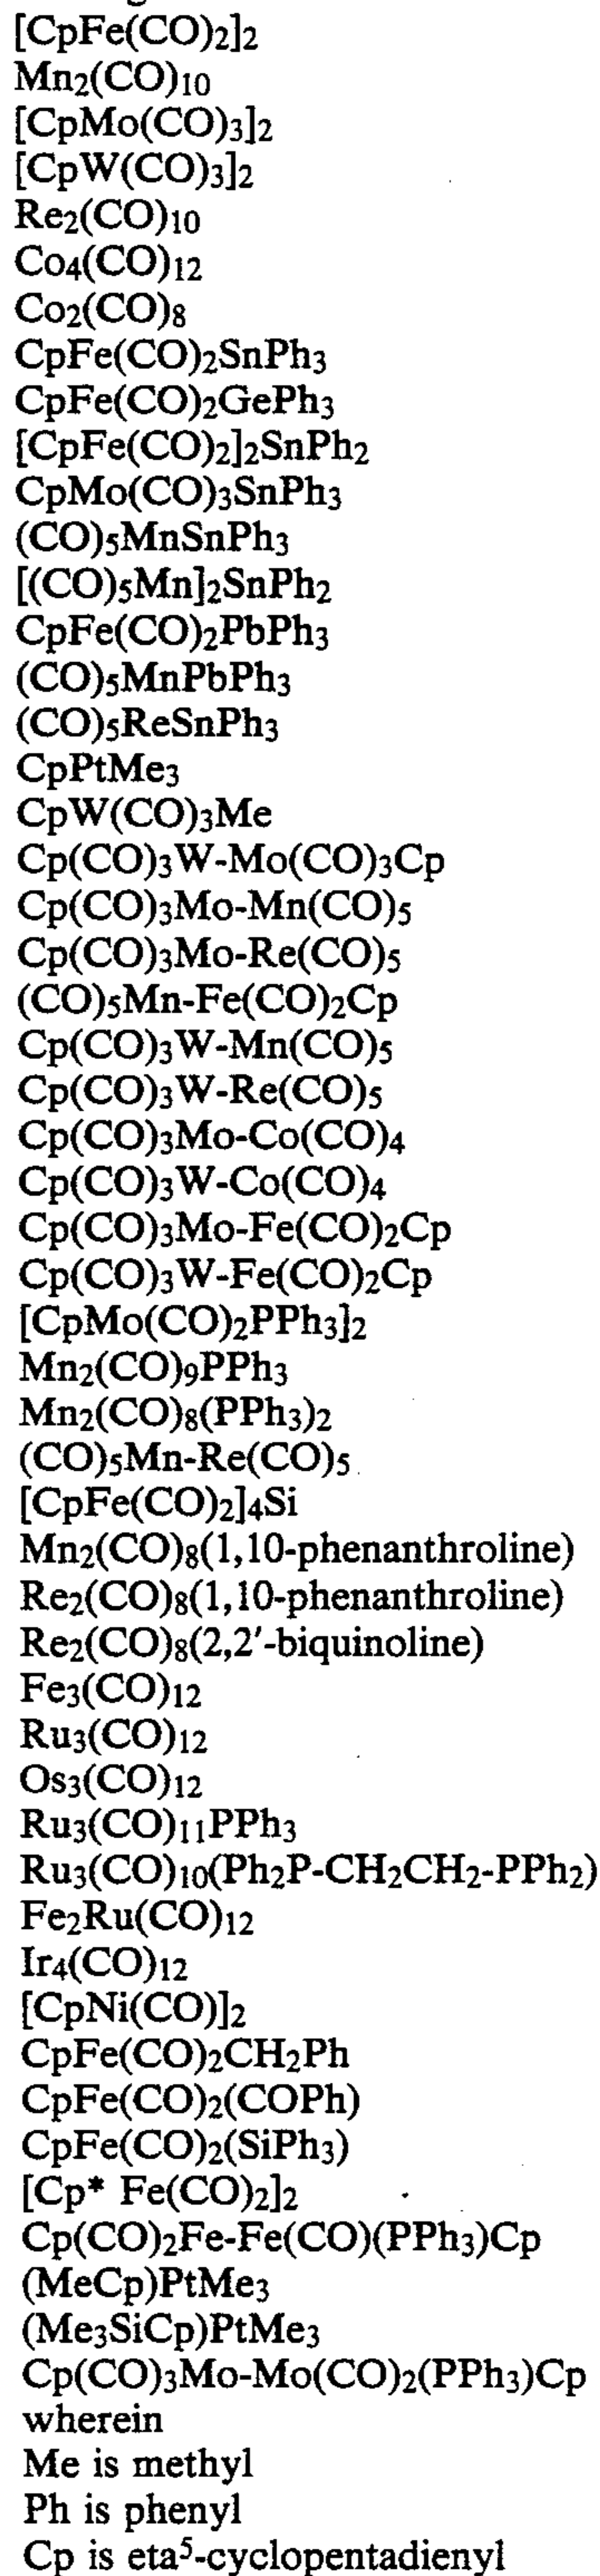 [CpFe(CO)₂]₂
Mn₂(CO)₁₀
[CpMo(CO)₃]₂
[CpW(CO)₃]₂
Re₂(CO)₁₀
Co₄(CO)₁₂
Co₂(CO)₈
CpFe(CO)₂SnPh₃
CpFe(CO)₂GePh₃
[CpFe(CO)₂]₂SnPh₂
CpMo(CO)₃SnPh₃
(CO)₅MnSnPh₃
[(CO)₅Mn]₂SnPh₂
CpFe(CO)₂PbPh₃
(CO)₅MnPbPh₃
(CO)₅ReSnPh₃
CpPtMe₃
CpW(CO)₃Me
Cp(CO)₃W-Mo(CO)₃Cp
Cp(CO)₃Mo-Mn(CO)₅
Cp(CO)₃Mo-Re(CO)₅
(CO)₅Mn-Fe(CO)₂Cp
Cp(CO)₃W-Mn(CO)₅
Cp(CO)₃W-Re(CO)₅
Cp(CO)₃Mo-Co(CO)₄
Cp(CO)₃W-Co(CO)₄
Cp(CO)₃Mo-Fe(CO)₂Cp
Cp(CO)₃W-Fe(CO)₂Cp
[CpMo(CO)₂PPh₃]₂
Mn₂(CO)₉PPh₃
Mn₂(CO)₈(PPh₃)₂
(CO)₅Mn-Re(CO)₅
[CpFe(CO)₂]₄Si
Mn₂(CO)₈(1,10-phenanthroline)
Re₂(CO)₈(1,10-phenanthroline)
Re₂(CO)₈(2,2'-biquinoline)
Fe₃(CO)₁₂
Ru₃(CO)₁₂
Os₃(CO)₁₂
Ru₃(CO)₁₁PPh₃
Ru₃(CO)₁₀(Ph₂P-CH₂CH₂-PPh₂)
Fe₂Ru(CO)₁₂
Ir₄(CO)₁₂
[CpNi(CO)]₂
CpFe(CO)₂CH₂Ph
CpFe(CO)₂(COPh)
CpFe(CO)₂(SiPh₃)
[Cp* Fe(CO)₂]₂
Cp(CO)₂Fe-Fe(CO)(PPh₃)Cp
(MeCp)PtMe₃
(Me₃SiCp)PtMe₃
Cp(CO)₃Mo-Mo(CO)₂(PPh₃)Cp
wherein
Me is methyl
Ph is phenyl
Cp is eta⁵-cyclopentadienyl